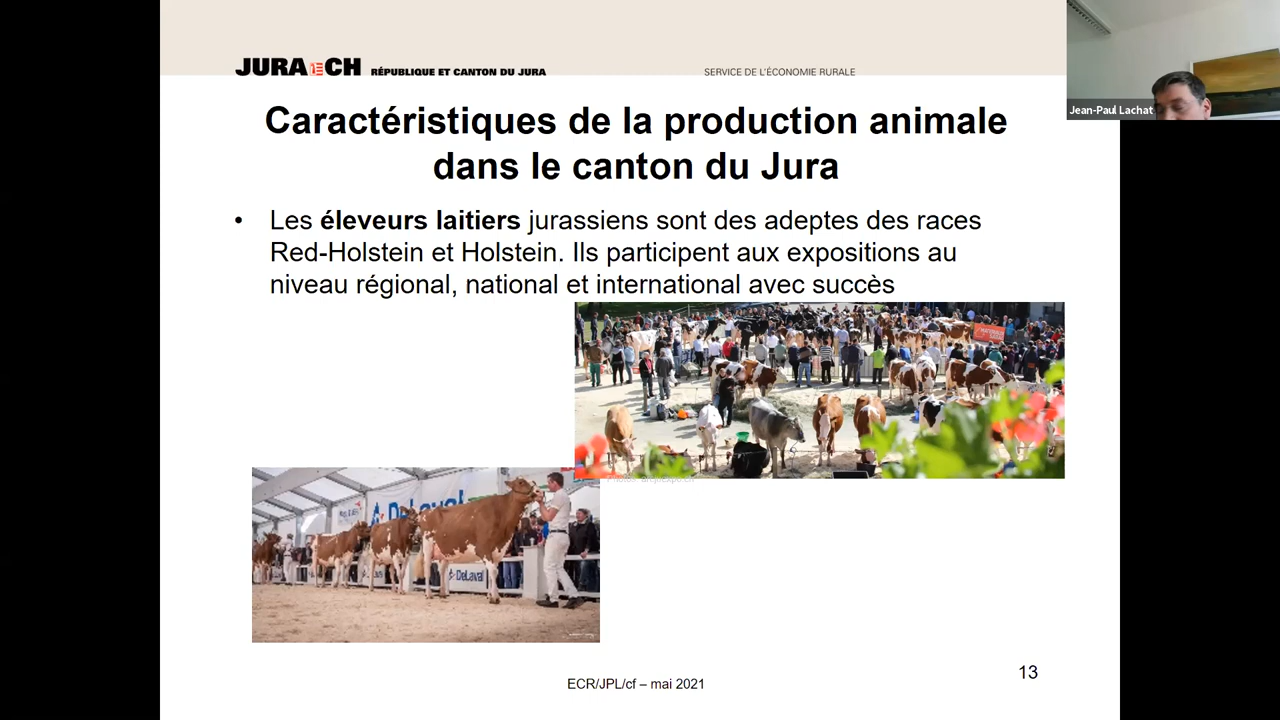 JURA CH RÉPUBLIQUE ET CANTON DU JURA
SERVICE DE L'ÉCONOMIE RURALE
Jean-Paul Lachat
Caractéristiques de la production animale
dans le canton du Jura
• Les éleveurs laitiers jurassiens sont des adeptes des races
Red-Holstein et Holstein. Ils participent aux expositions au
niveau régional, national et international avec succès
DeLaval
DeLaval
ECR/JPL/cf – mai 2021
13